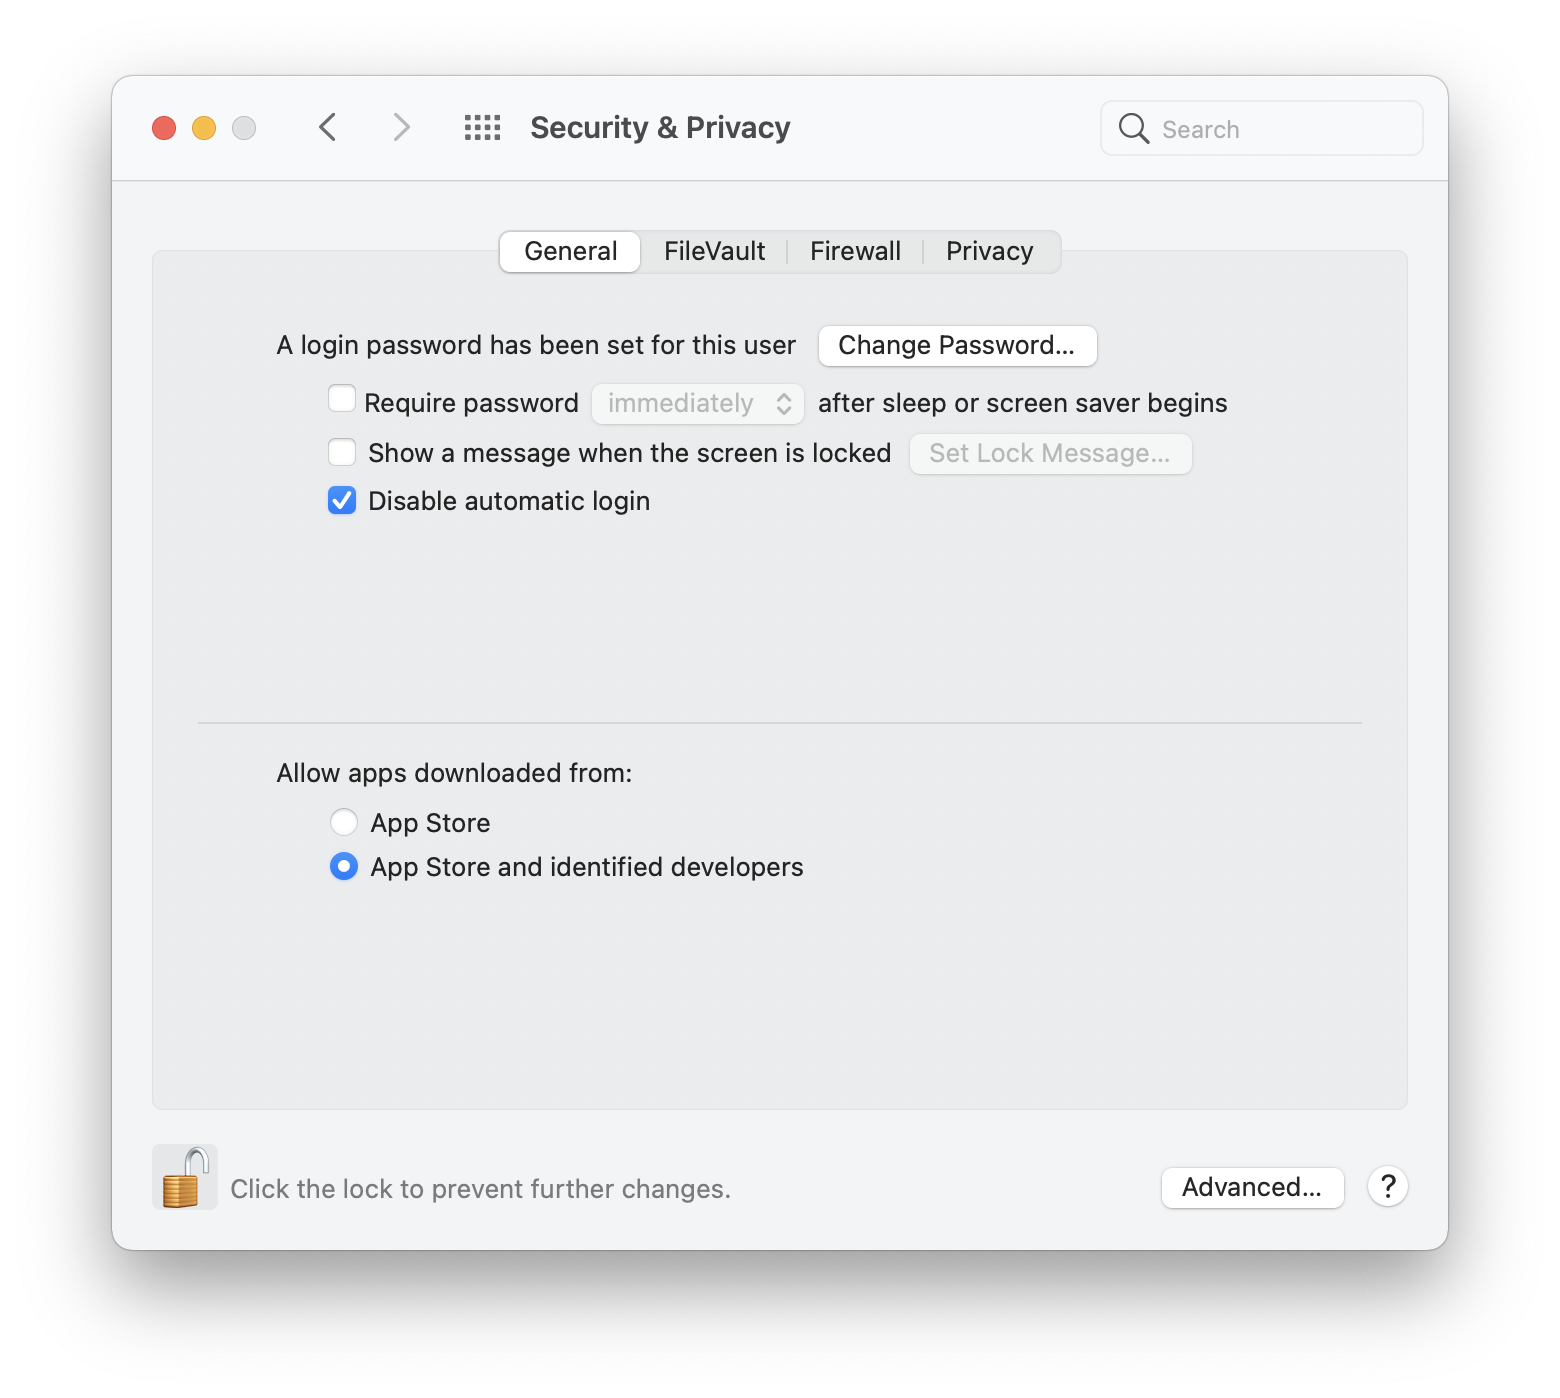 Security & Privacy
Search
General
FileVault
Firewall
Privacy
A login password has been set for this user Change Password...
Require password immediately after sleep or screen saver begins
Show a message when the screen is locked Set Lock Message...
Disable automatic login
Allow apps downloaded from:
App Store
App Store and identified developers
Click the lock to prevent further changes.
Advanced...
?